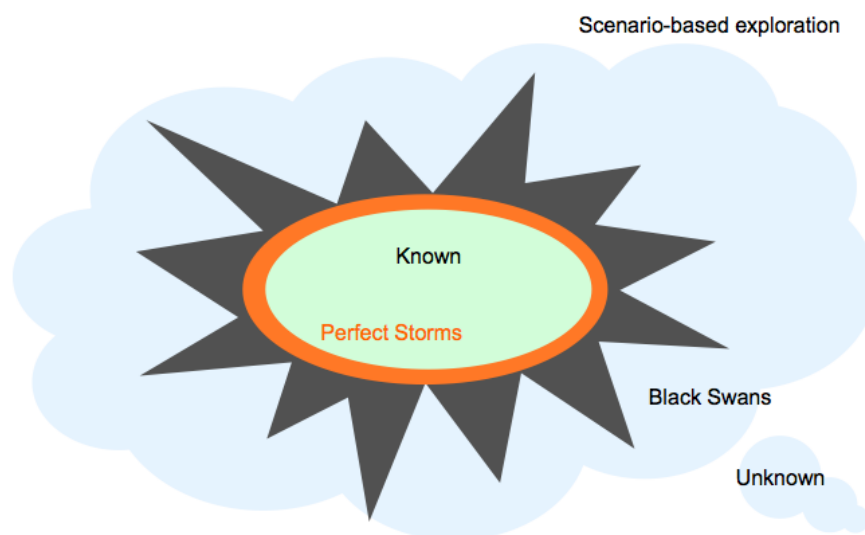 Scenario-based exploration
Known
Perfect Storms
Black Swans
Unknown